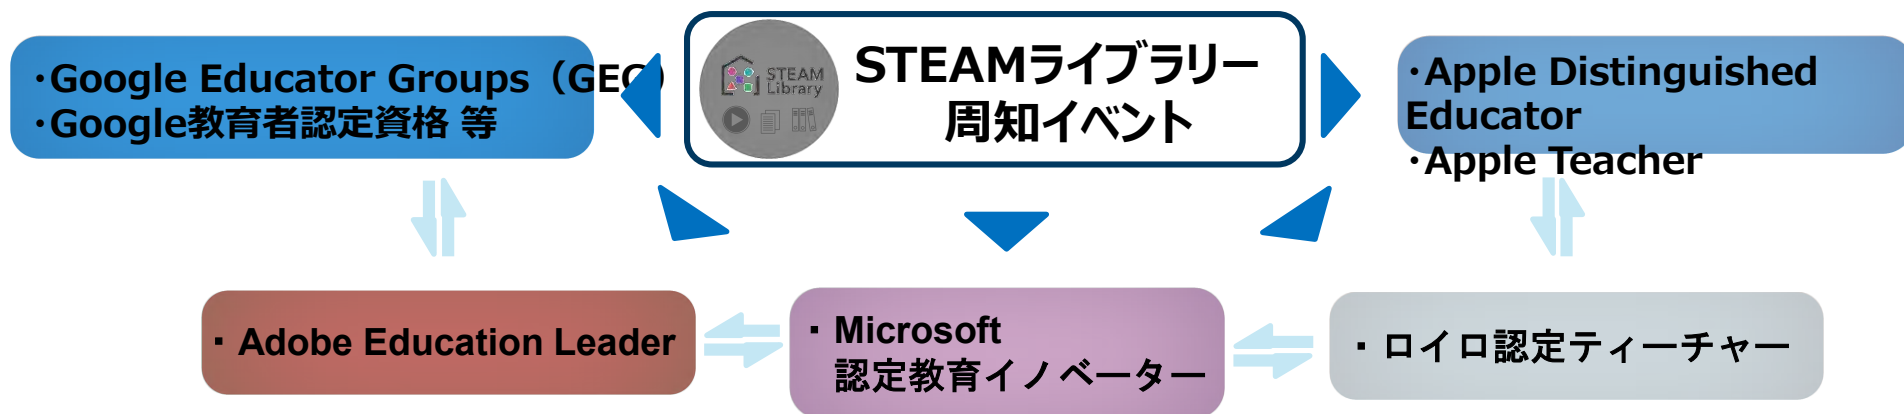 ・Google Educator Groups（GEG）
・Google教育者認定資格 等
STEAM
Library
STEAMライブラリー
周知イベント
・Apple Distinguished
Educator
・Apple Teacher
・Adobe Education Leader
・Microsoft
認定教育イノベーター
・ロイロ認定ティーチャー